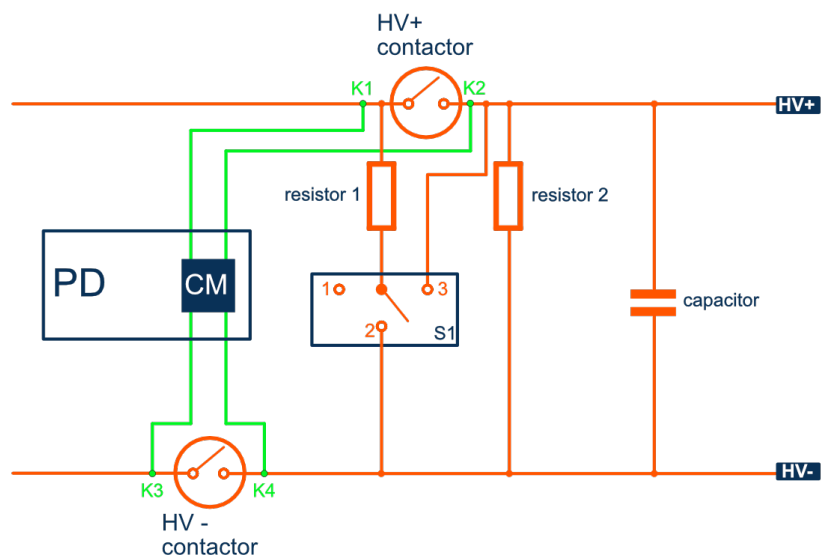 HV+
contactor
K1
K2
HV+
resistor 1
resistor 2
PD
CM
1
3
2
S1
capacitor
K3
K4
HV-
HV -
contactor